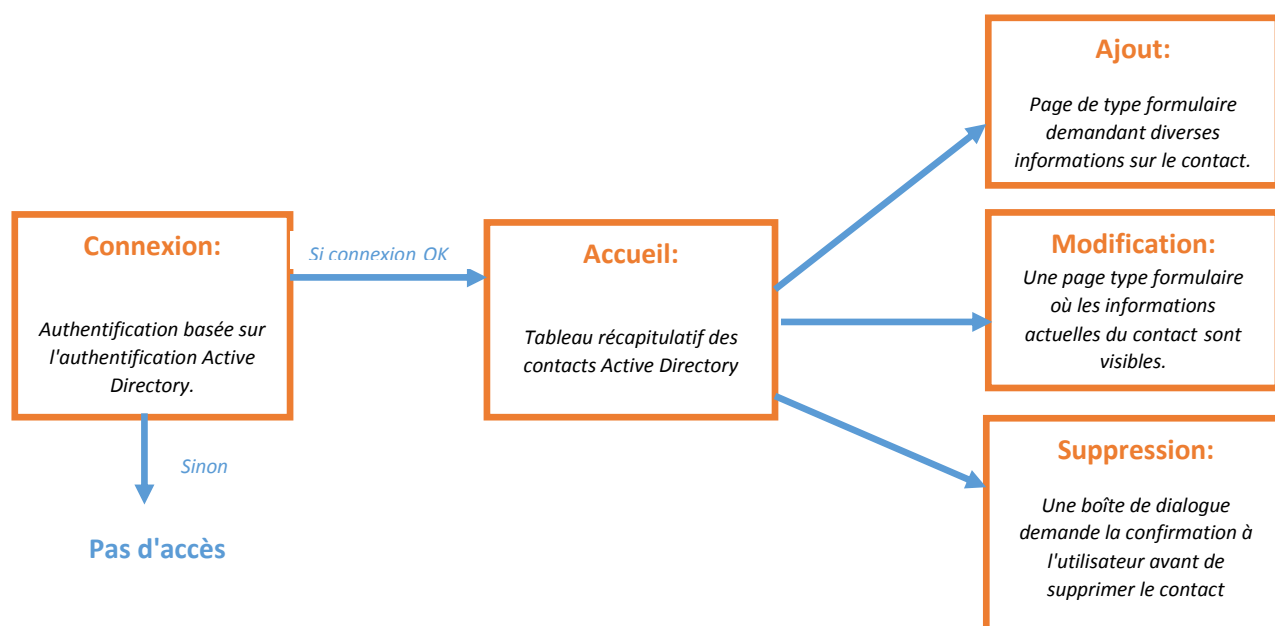 Connexion:
Authentification basée sur
l'authentification Active
Directory.
Si connexion OK
Sinon
Pas d'accès
Accueil:
Tableau récapitulatif des
contacts Active Directory
Ajout:
Page de type formulaire
demandant diverses
informations sur le contact.
Modification:
Une page type formulaire
où les informations
actuelles du contact sont
visibles.
Suppression:
Une boîte de dialogue
demande la confirmation à
l'utilisateur avant de
supprimer le contact